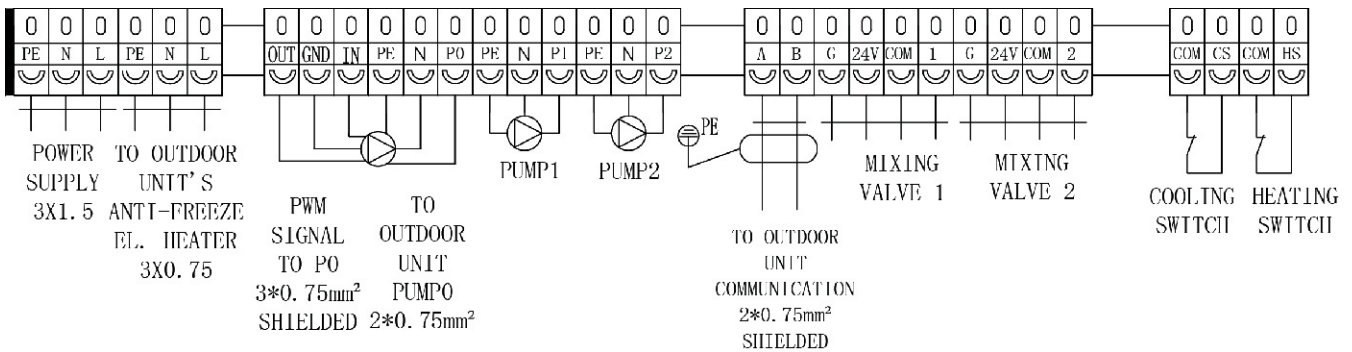 0 0 0 0 0 0 0 0 0 0 0 0 0 0 0 0 0 0 0 0 0 0 0 0 0 0 0 0 0 0 0 0
PE N L PE N L OUT GND IN PE N P0 PE N P1 PE N P2 A B G 24V COM 1 G 24V COM 2 COM CS COM HS
POWER
SUPPLY
3X1.5
TO OUTDOOR
UNIT'S
ANTI-FREEZE
EL. HEATER
3X0.75
PWM
SIGNAL
TO PO
3*0.75mm²
SHIELDED
TO
OUTDOOR
UNIT
PUMP0
2*0.75mm²
PUMP1
PUMP2
PE
TO OUTDOOR
UNIT
COMMUNICATION
2*0.75mm²
SHIELDED
MIXING
VALVE 1
MIXING
VALVE 2
COOLING
SWITCH
HEATING
SWITCH